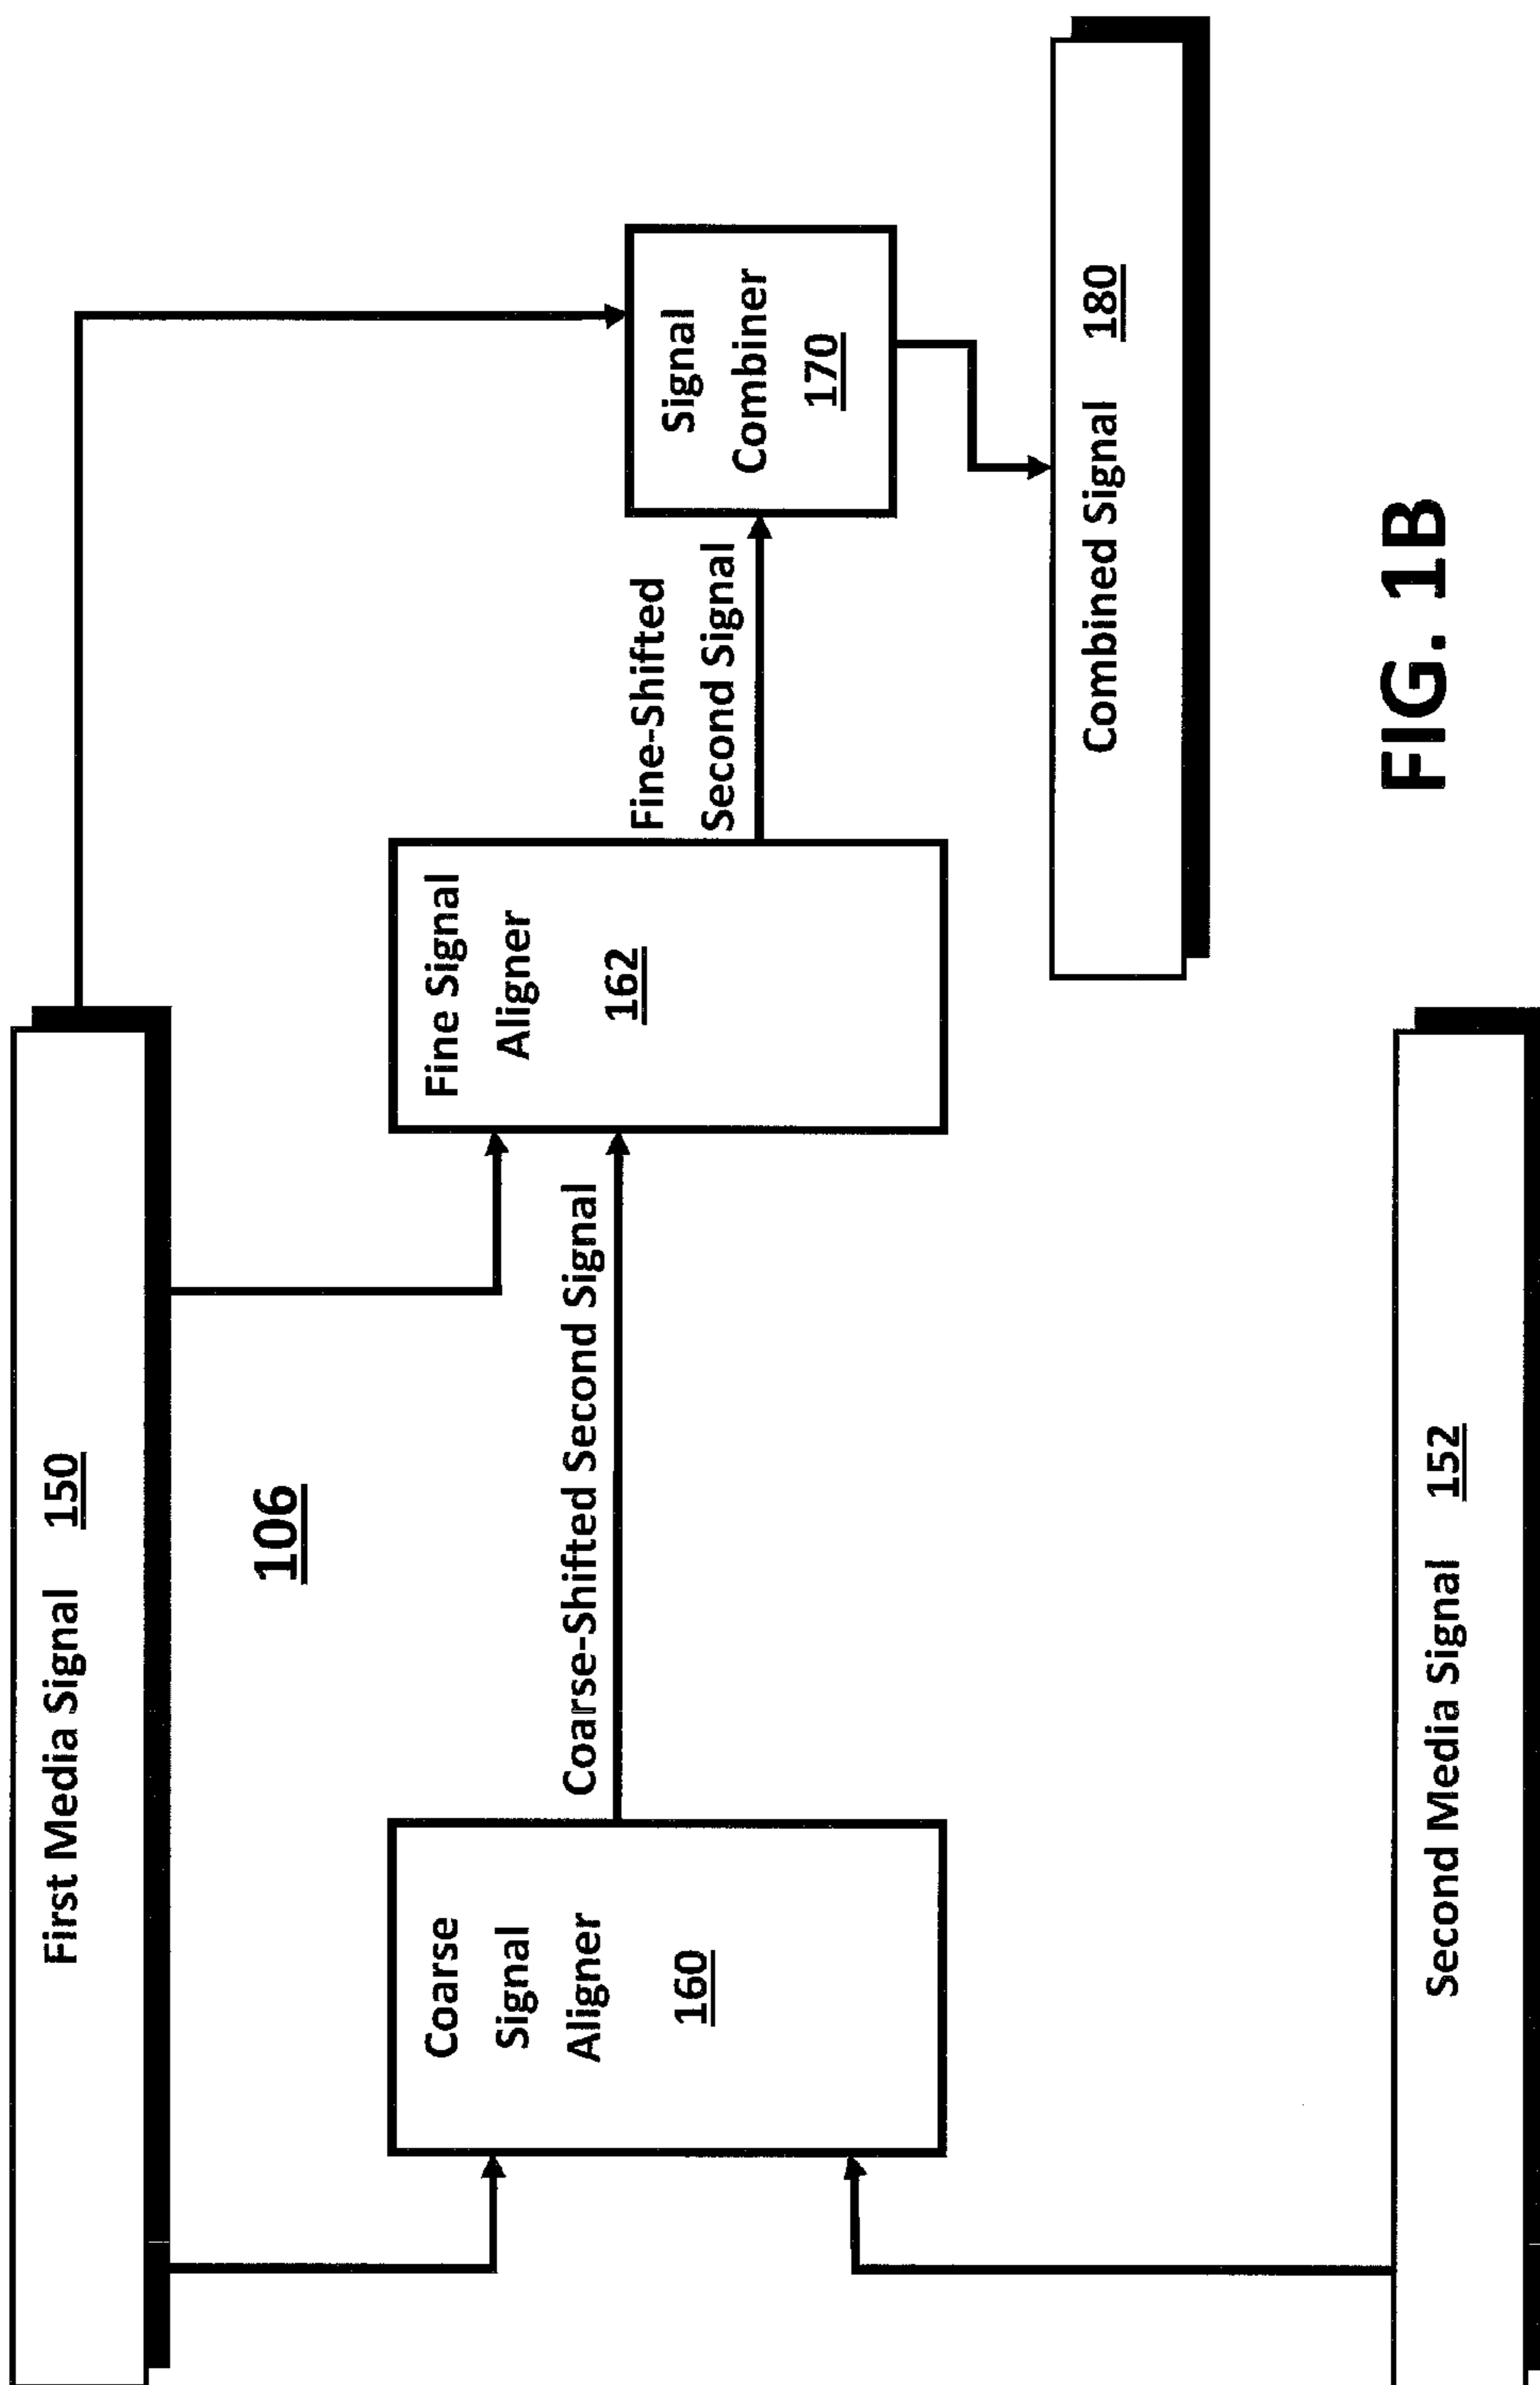 First Media Signal 150
106
Coarse
Signal
Aligner
160
Coarse-Shifted Second Signal
Fine Signal
Aligner
162
Fine-Shifted
Second Signal
Signal
Combiner
170
Combined Signal 180
Second Media Signal 152
FIG. 1B